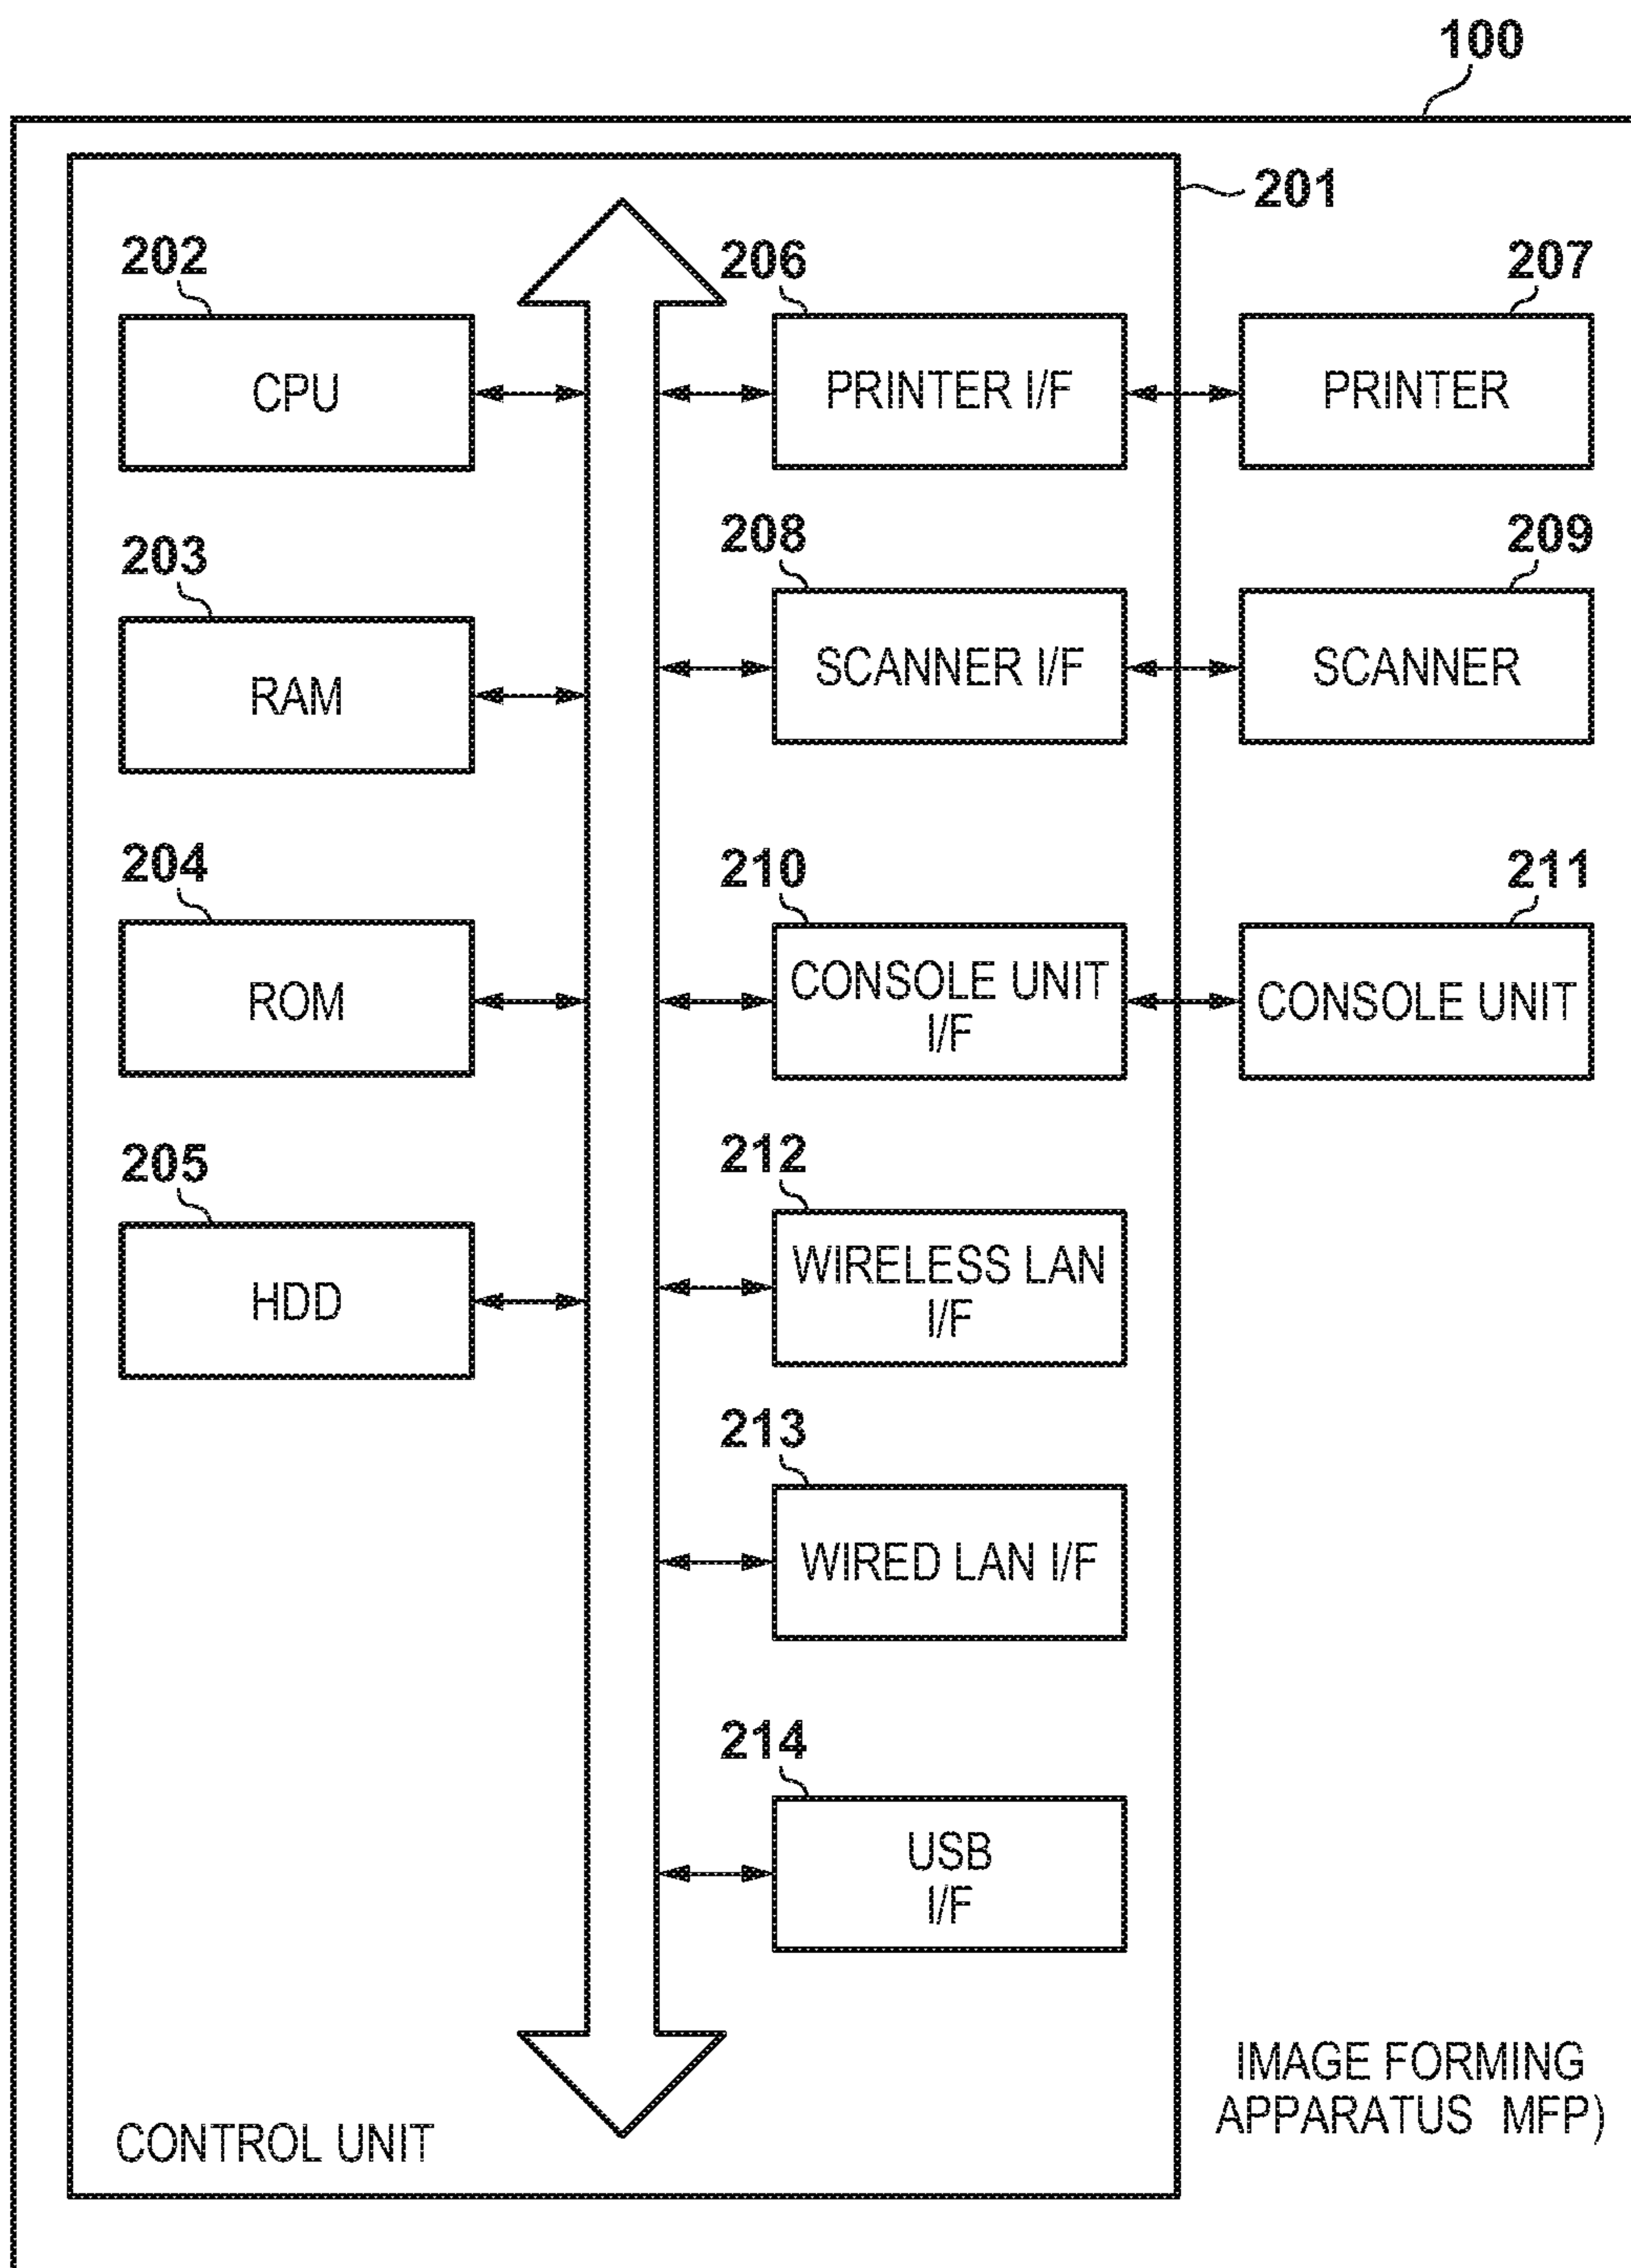 100
201
202
206
207
CPU
PRINTER I/F
PRINTER
203
208
209
RAM
SCANNER I/F
SCANNER
204
210
211
ROM
CONSOLE UNIT
I/F
CONSOLE UNIT
205
212
HDD
WIRELESS LAN
I/F
213
WIRED LAN I/F
214
USB
I/F
CONTROL UNIT
IMAGE FORMING
APPARATUS MFP)